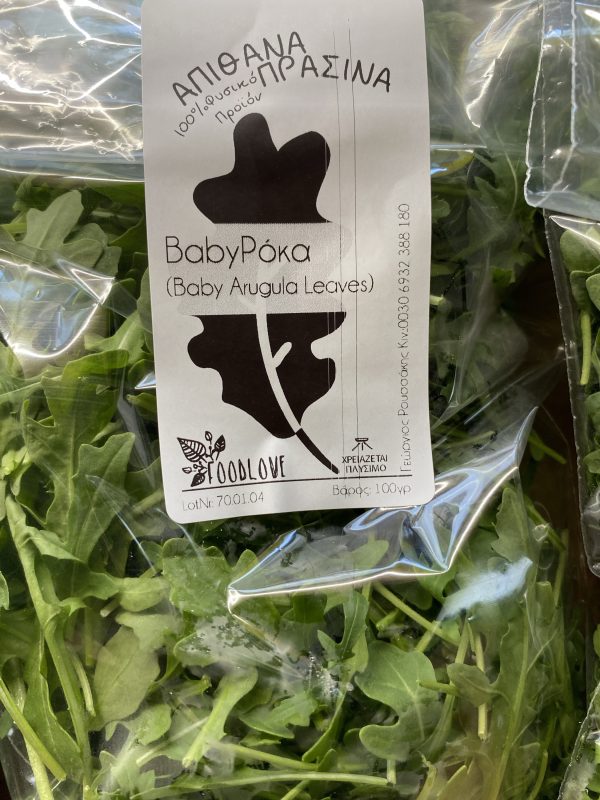 ΑΠΙΘΑΝΑ
ΠΡΑΣΙΝΑ
100% Φυσικό
Προϊόν
BabyΡόκα
(Baby Arugula Leaves)
Γεώργιος Ρουσσάκης Κιν:0030 6932 388 180
FOODLOVE
ΧΡΕΙΑΖΕΤΑΙ
ΠΛΥΣΙΜΟ
LotNr: 70.01.04
Βάρος: 100γρ